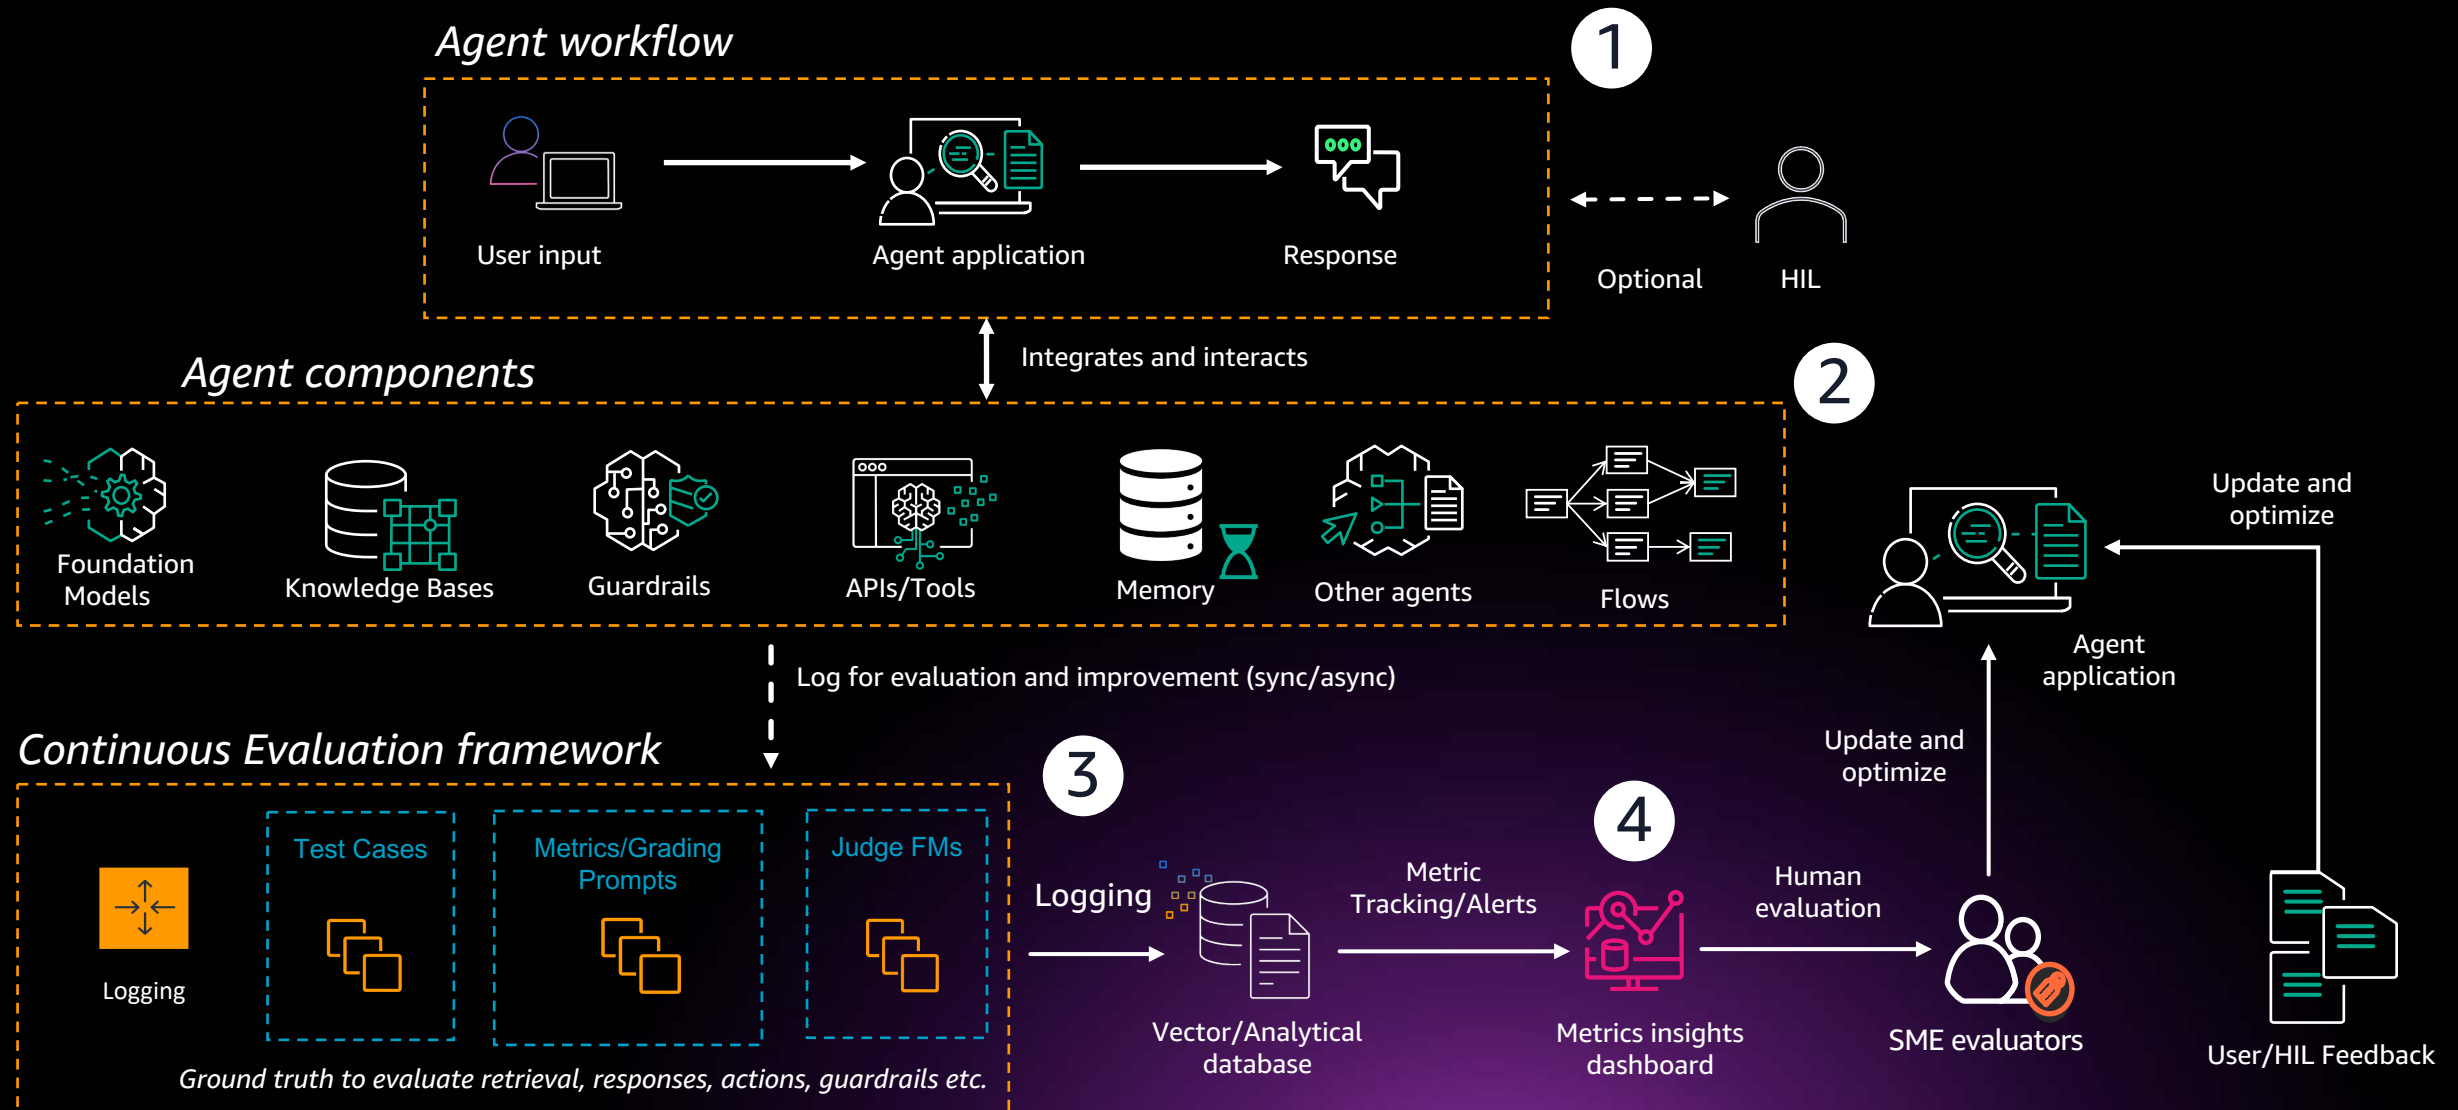 Agent workflow
1
User input
Agent application
Response
Optional
HIL
Integrates and interacts
Agent components
2
Foundation
Models
Knowledge Bases
Guardrails
APIs/Tools
Memory
Other agents
Flows
Update and
optimize
Agent
application
Log for evaluation and improvement (sync/async)
Continuous Evaluation framework
3
Update and
optimize
4
Logging
Test Cases
Metrics/Grading
Prompts
Judge FMs
Ground truth to evaluate retrieval, responses, actions, guardrails etc.
Logging
Vector/Analytical
database
Metric
Tracking/Alerts
Metrics insights
dashboard
Human
evaluation
SME evaluators
User/HIL Feedback